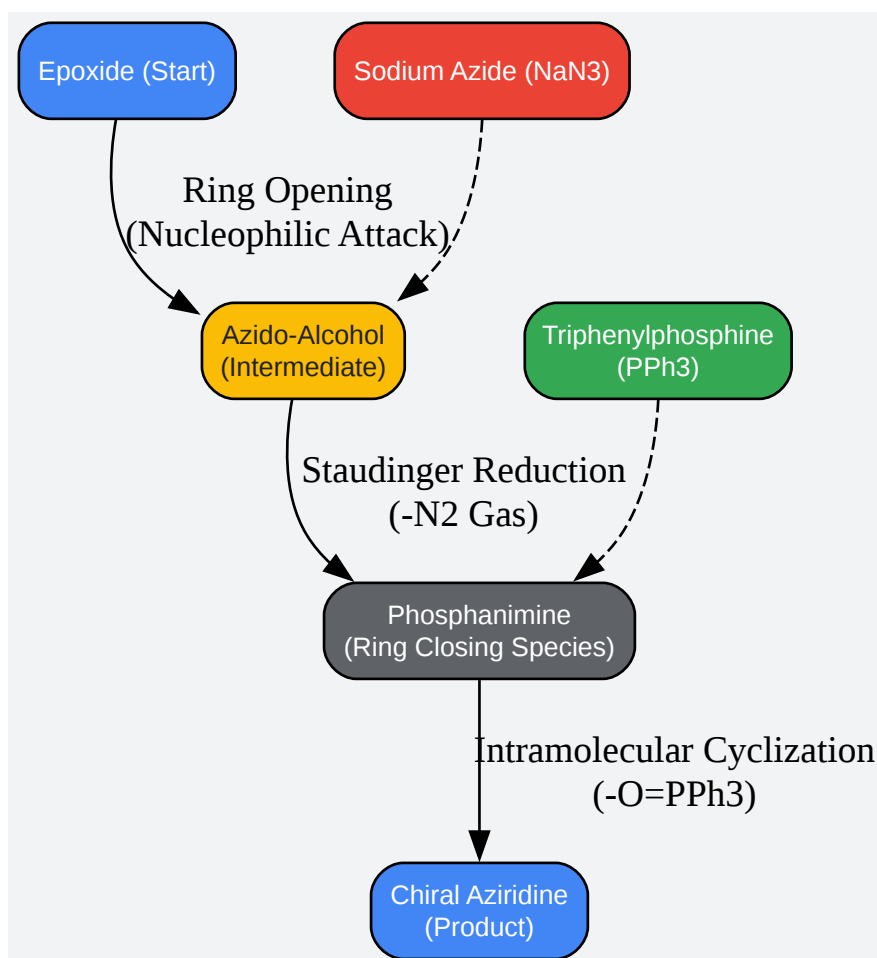 Epoxide (Start)
Sodium Azide (NaN3)
Ring Opening
(Nucleophilic Attack)
Azido-Alcohol
(Intermediate)
Triphenylphosphine
(PPh3)
Staudinger Reduction
(-N2 Gas)
Phosphanimine
(Ring Closing Species)
Intramolecular Cyclization
(-O=PPh3)
Chiral Aziridine
(Product)